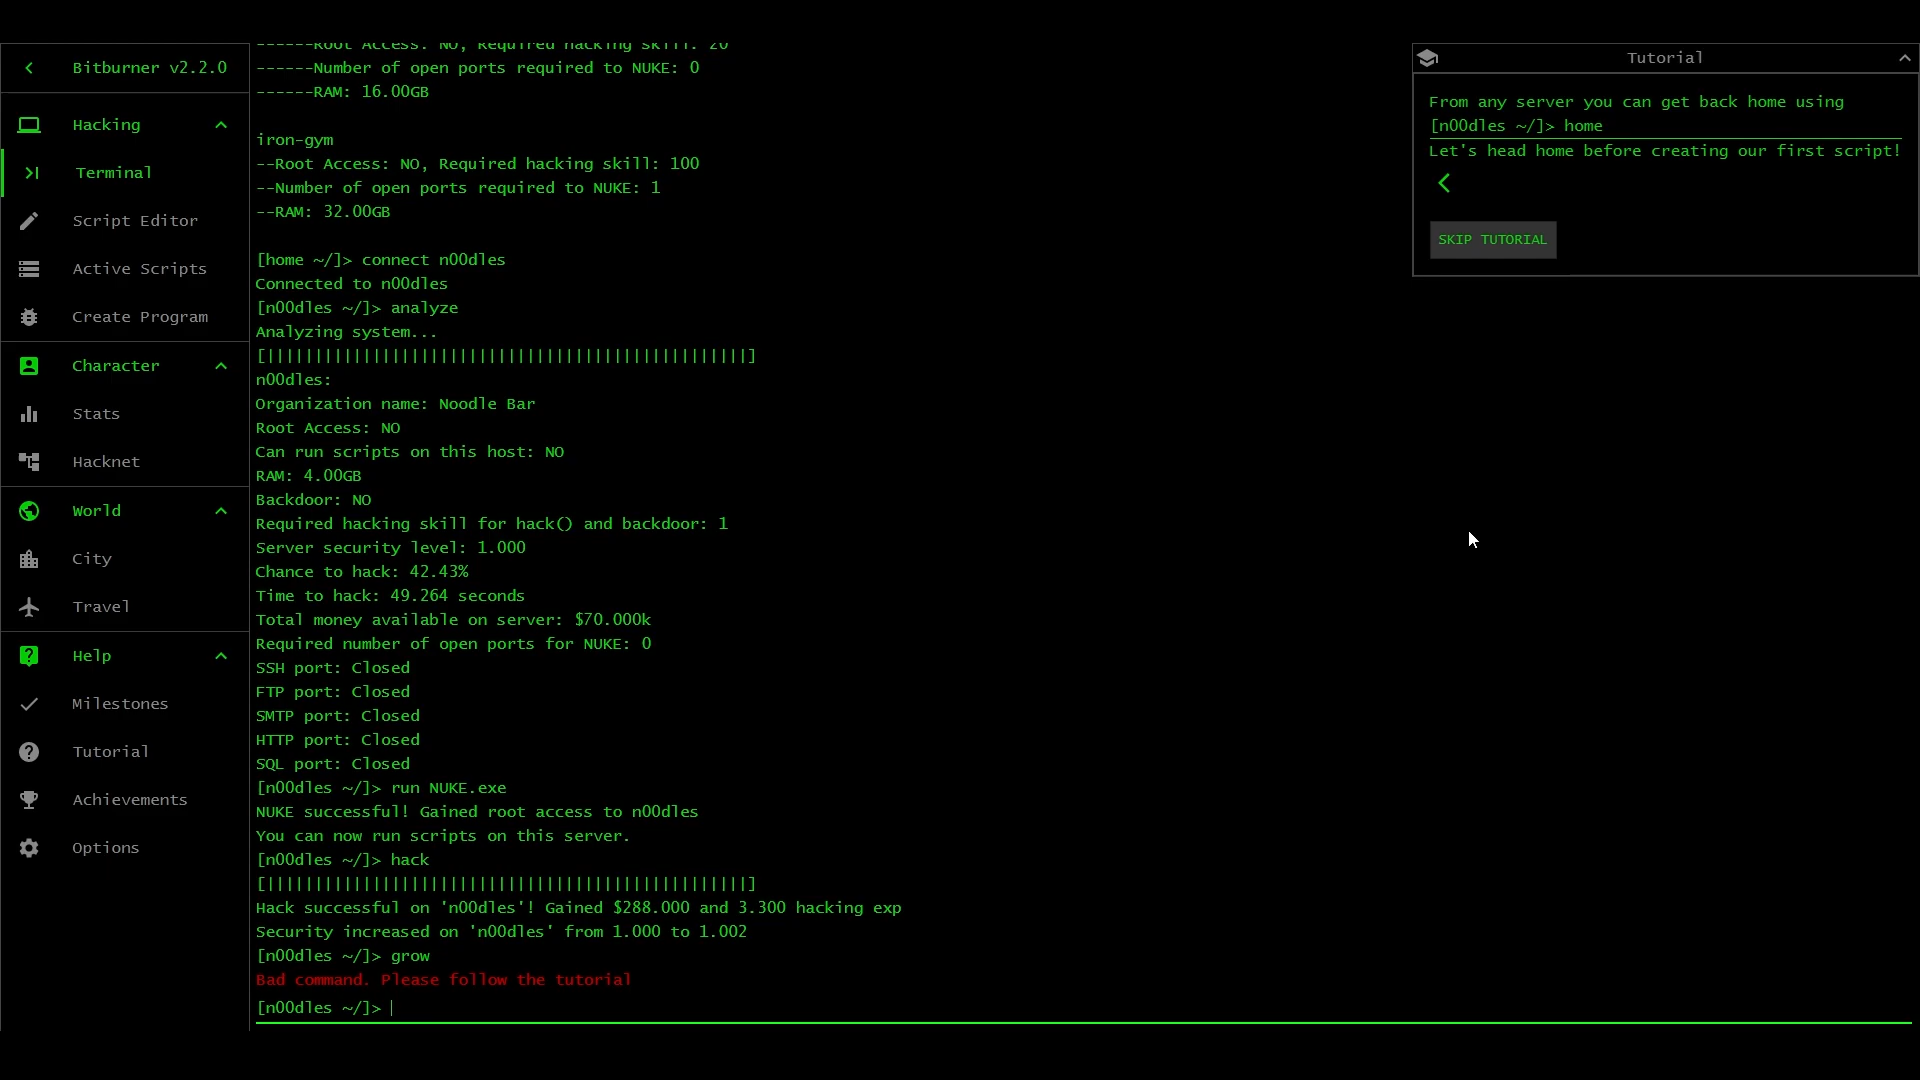 Bitburner v2.2.0
Hacking
Terminal
Script Editor
Active Scripts
Create Program
Character
Stats
Hacknet
World
City
Travel
Help
Milestones
Tutorial
Achievements
Options
------Root Access: NO, Required hacking skill: 20
------Number of open ports required to NUKE: 0
------RAM: 16.00GB
iron-gym
--Root Access: NO, Required hacking skill: 100
--Number of open ports required to NUKE: 1
--RAM: 32.00GB
[home ~/]> connect n00dles
Connected to n00dles
[n00dles ~/]> analyze
Analyzing system...
[||||||||||||||||||||||||||||||||||||||||||||||||||]
n00dles:
Organization name: Noodle Bar
Root Access: NO
Can run scripts on this host: NO
RAM: 4.00GB
Backdoor: NO
Required hacking skill for hack() and backdoor: 1
Server security level: 1.000
Chance to hack: 42.43%
Time to hack: 49.264 seconds
Total money available on server: $70.000k
Required number of open ports for NUKE: 0
SSH port: Closed
FTP port: Closed
SMTP port: Closed
HTTP port: Closed
SQL port: Closed
[n00dles ~/]> run NUKE.exe
NUKE successful! Gained root access to n00dles
You can now run scripts on this server.
[n00dles ~/]> hack
[||||||||||||||||||||||||||||||||||||||||||||||||||]
Hack successful on 'n00dles'! Gained $288.000 and 3.300 hacking exp
Security increased on 'n00dles' from 1.000 to 1.002
[n00dles ~/]> grow
Bad command. Please follow the tutorial
[n00dles ~/]>
Tutorial
From any server you can get back home using
[n00dles ~/]> home
Let's head home before creating our first script!
SKIP TUTORIAL